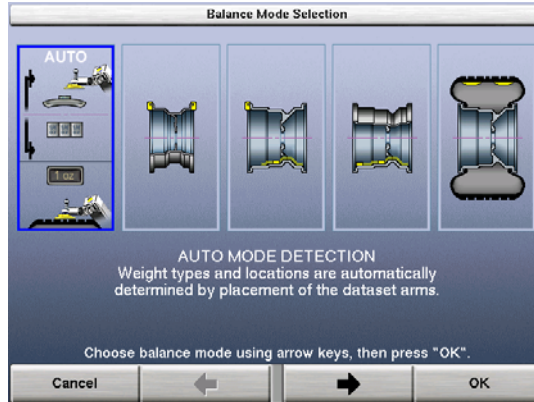 Balance Mode Selection
AUTO
1 oz
AUTO MODE DETECTION
Weight types and locations are automatically
determined by placement of the dataset arms.
Choose balance mode using arrow keys, then press "OK".
Cancel
OK